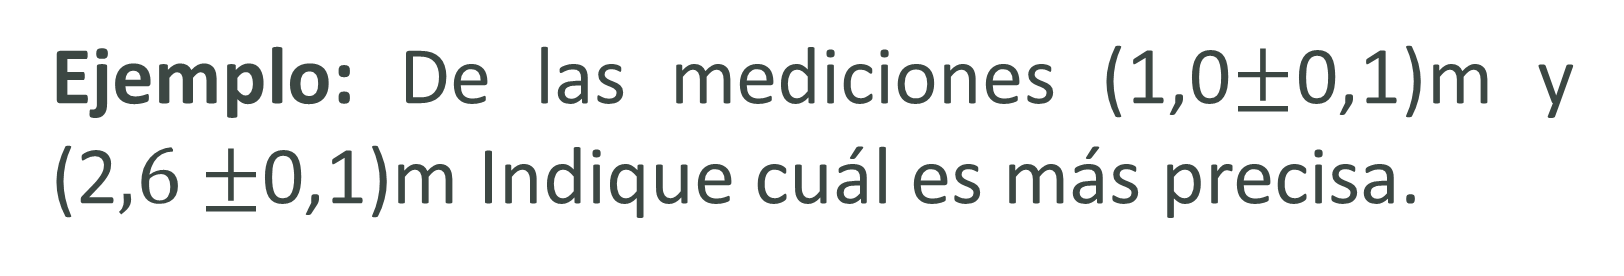 Ejemplo: De las mediciones (1,0±0,1)m y
(2,6 ±0,1)m Indique cuál es más precisa.